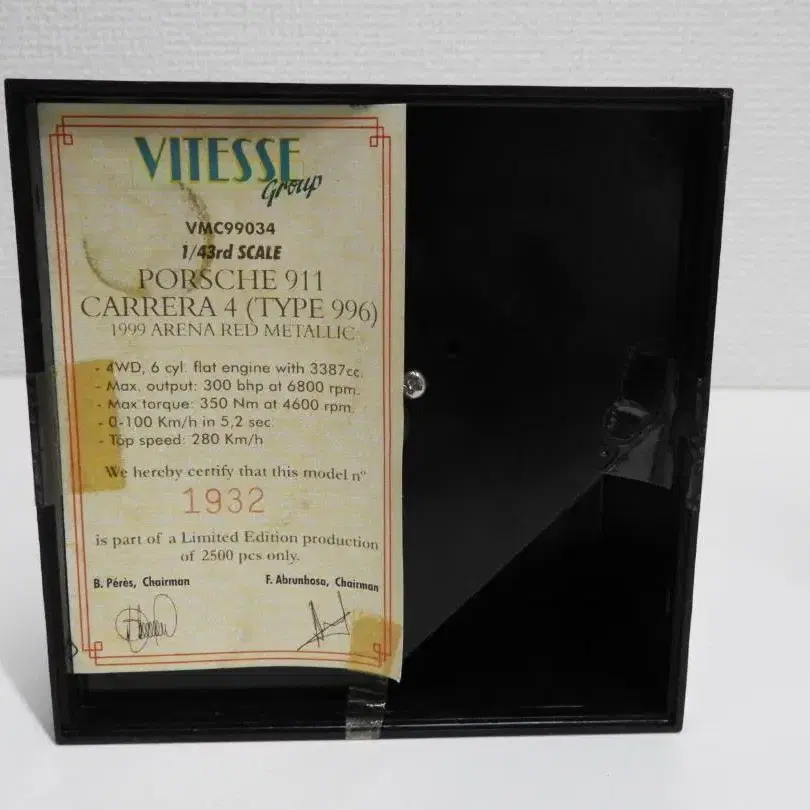 VITESSE
Group
VMC99034
1/43rd SCALE
PORSCHE 911
CARRERA 4 (TYPE 996)
1999 ARENA RED METALLIC
- 4WD, 6 cyl. flat engine with 3387cc.
- Max. output: 300 bhp at 6800 rpm.
- Max torque: 350 Nm at 4600 rpm.
- 0-100 Km/h in 5,2 sec.
- Top speed: 280 Km/h
We hereby certify that this model n°
1932
is part of a Limited Edition production
of 2500 pcs only.
B. Pérès, Chairman F. Abrunhosa, Chairman